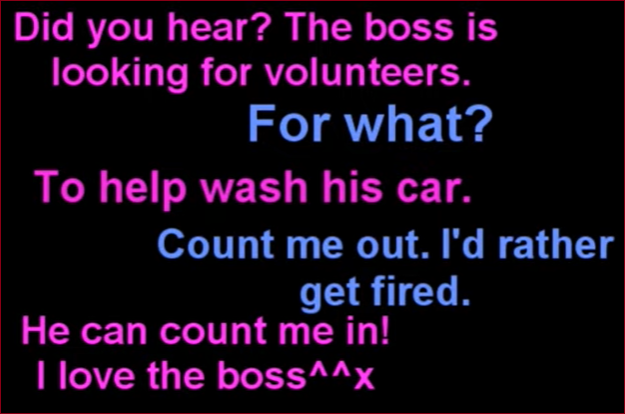 Did you hear? The boss is
looking for volunteers.
For what?
To help wash his car.
Count me out. I'd rather
get fired.
He can count me in!
I love the boss^^x